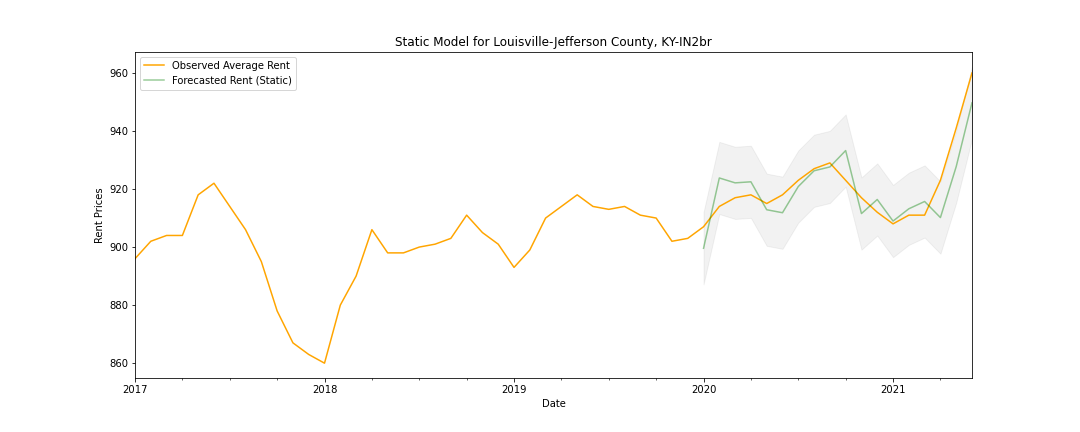 Static Model for Louisville-Jefferson County, KY-IN2br
Observed Average Rent
Forecasted Rent (Static)
Rent Prices
960
940
920
900
880
860
2017
2018
2019
2020
2021
Date